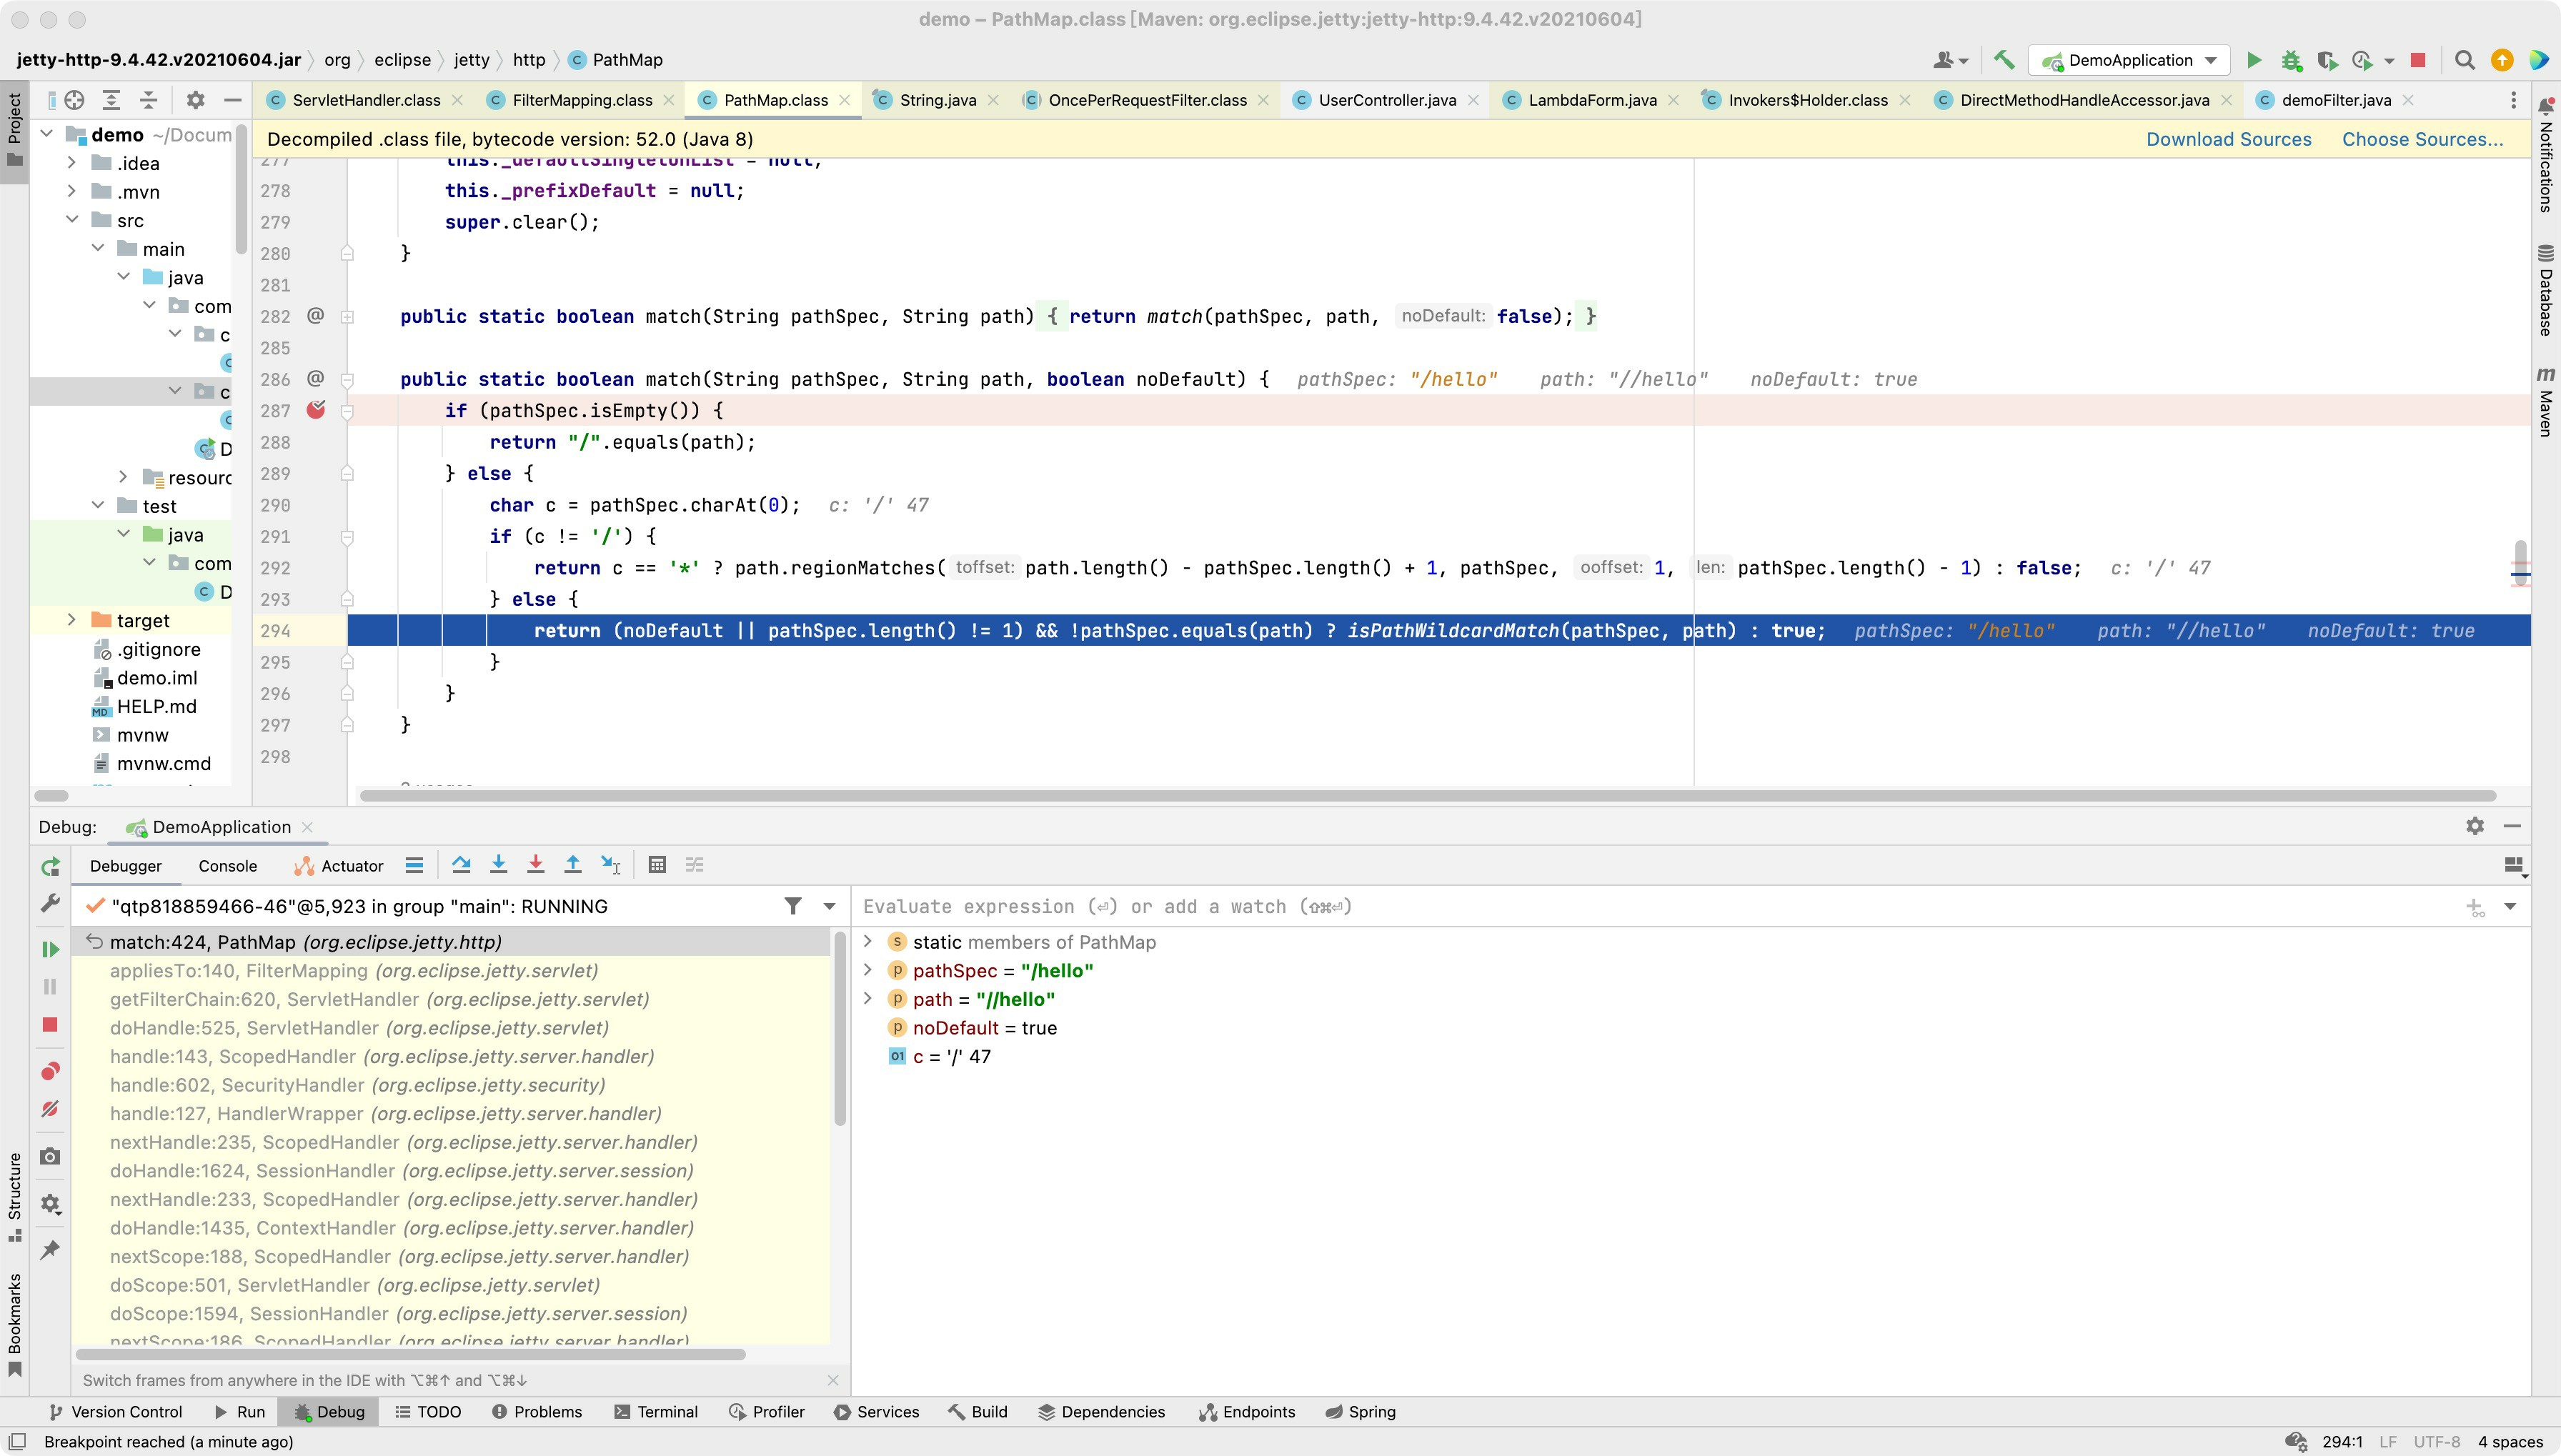 demo – PathMap.class [Maven: org.eclipse.jetty:jetty-http:9.4.42.v20210604]
jetty-http-9.4.42.v20210604.jar org eclipse jetty http PathMap
DemoApplication
Project
ServletHandler.class FilterMapping.class PathMap.class String.java OncePerRequestFilter.class UserController.java LambdaForm.java Invokers$Holder.class DirectMethodHandleAccessor.java demoFilter.java
Decompiled .class file, bytecode version: 52.0 (Java 8) Download Sources Choose Sources...
demo ~/Docum
.idea
.mvn
src
main
java
com
c
c
D
resourc
test
java
com
D
target
.gitignore
demo.iml
HELP.md
mvnw
mvnw.cmd
277 this._defaultSingletonList = null;
278 this._prefixDefault = null;
279 super.clear();
280 }
281
282 @ public static boolean match(String pathSpec, String path) { return match(pathSpec, path, noDefault: false); }
285
286 @ public static boolean match(String pathSpec, String path, boolean noDefault) { pathSpec: "/hello" path: "//hello" noDefault: true
287 if (pathSpec.isEmpty()) {
288 return "/".equals(path);
289 } else {
290 char c = pathSpec.charAt(0); c: '/' 47
291 if (c != '/') {
292 return c == '*' ? path.regionMatches( toffset: path.length() - pathSpec.length() + 1, pathSpec, ooffset: 1, len: pathSpec.length() - 1) : false; c: '/' 47
293 } else {
294 return (noDefault || pathSpec.length() != 1) && !pathSpec.equals(path) ? isPathWildcardMatch(pathSpec, path) : true; pathSpec: "/hello" path: "//hello" noDefault: true
295 }
296 }
297 }
298
Notifications
Database
Maven
Debug: DemoApplication
Debugger Console Actuator
"qtp818859466-46"@5,923 in group "main": RUNNING
match:424, PathMap (org.eclipse.jetty.http)
appliesTo:140, FilterMapping (org.eclipse.jetty.servlet)
getFilterChain:620, ServletHandler (org.eclipse.jetty.servlet)
doHandle:525, ServletHandler (org.eclipse.jetty.servlet)
handle:143, ScopedHandler (org.eclipse.jetty.server.handler)
handle:602, SecurityHandler (org.eclipse.jetty.security)
handle:127, HandlerWrapper (org.eclipse.jetty.server.handler)
nextHandle:235, ScopedHandler (org.eclipse.jetty.server.handler)
doHandle:1624, SessionHandler (org.eclipse.jetty.server.session)
nextHandle:233, ScopedHandler (org.eclipse.jetty.server.handler)
doHandle:1435, ContextHandler (org.eclipse.jetty.server.handler)
nextScope:188, ScopedHandler (org.eclipse.jetty.server.handler)
doScope:501, ServletHandler (org.eclipse.jetty.servlet)
doScope:1594, SessionHandler (org.eclipse.jetty.server.session)
nextScope:186, ScopedHandler (org.eclipse.jetty.server.handler)
Switch frames from anywhere in the IDE with ⌥⌘↑ and ⌥⌘↓
Evaluate expression (⏎) or add a watch (⇧⌘⏎)
static members of PathMap
pathSpec = "/hello"
path = "//hello"
noDefault = true
c = '/' 47
Structure
Bookmarks
Version Control Run Debug TODO Problems Terminal Profiler Services Build Dependencies Endpoints Spring
Breakpoint reached (a minute ago) 294:1 LF UTF-8 4 spaces